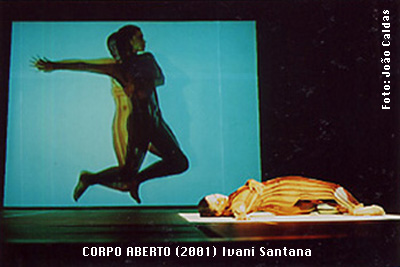 Foto: João Caldas
CORPO ABERTO (2001) Ivani Santana